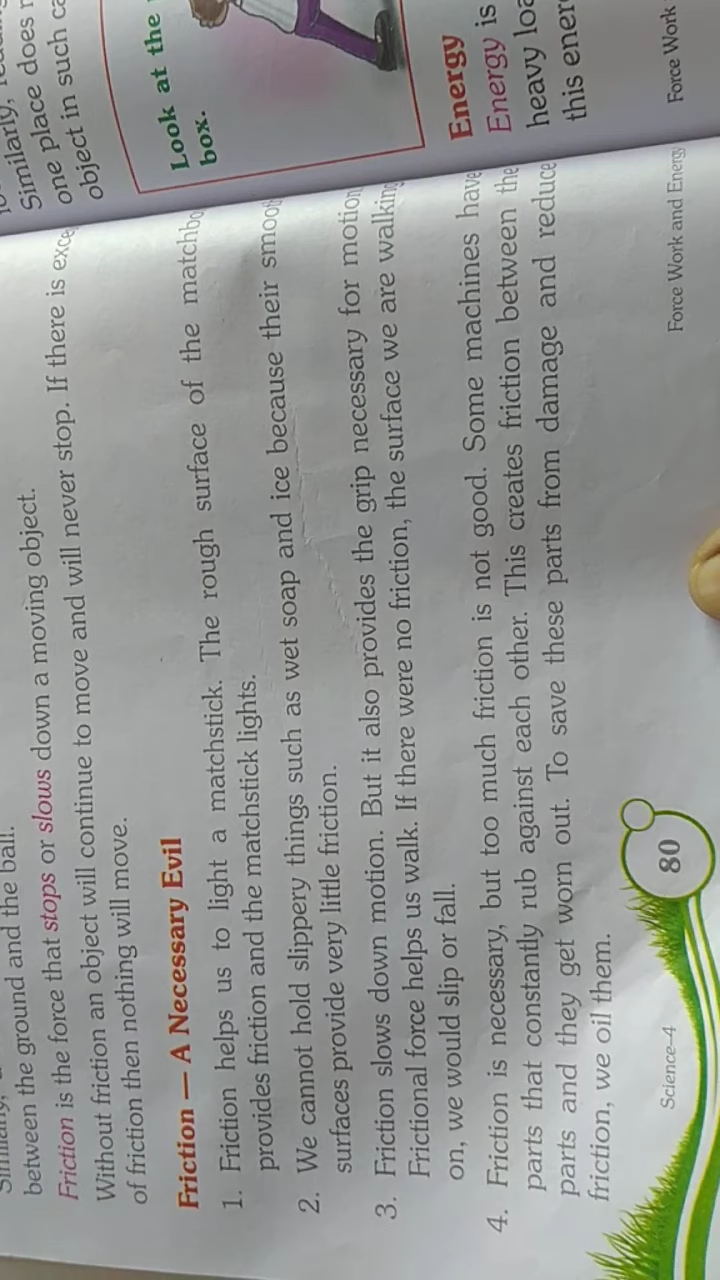 between the ground and the ball.
Friction is the force that stops or slows down a moving object.
Without friction an object will continue to move and will never stop. If there is
of friction then nothing will move.
Friction — A Necessary Evil
1. Friction helps us to light a matchstick. The rough surface of the
provides friction and the matchstick lights.
2. We cannot hold slippery things such as wet soap and ice because their
surfaces provide very little friction.
3. Friction slows down motion. But it also provides the grip necessary for motion
Frictional force helps us walk. If there were no friction, the surface we are walking
on, we would slip or fall.
4. Friction is necessary, but too much friction is not good. Some machines have
parts that constantly rub against each other. This creates friction between the
parts and they get worn out. To save these parts from damage and reduce
friction, we oil them.
Science-4
80
Force Work and Energy
Similarly,
one place does
object in such
Look at the
box.
Energy
Energy is
heavy
this
Force Work